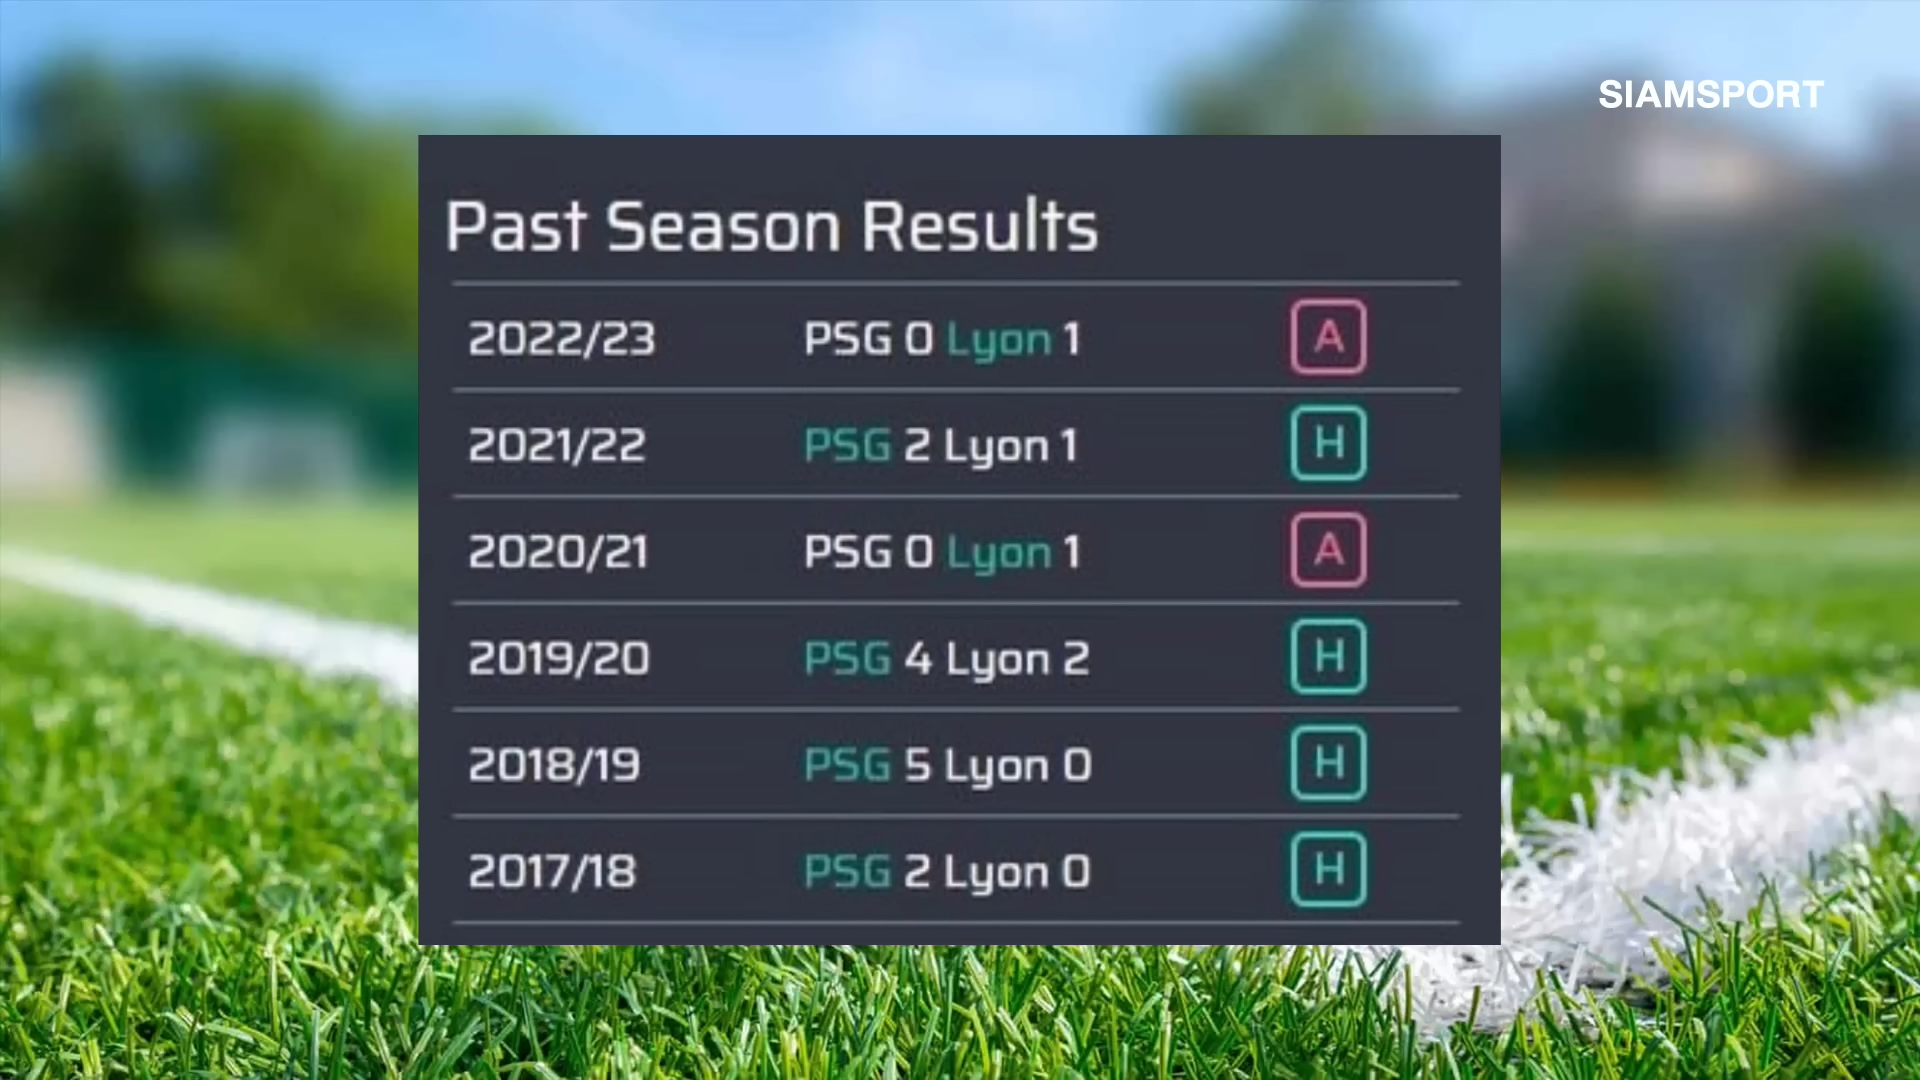 SIAMSPORT
Past Season Results
2022/23 PSG 0 Lyon 1 A
2021/22 PSG 2 Lyon 1 H
2020/21 PSG 0 Lyon 1 A
2019/20 PSG 4 Lyon 2 H
2018/19 PSG 5 Lyon 0 H
2017/18 PSG 2 Lyon 0 H